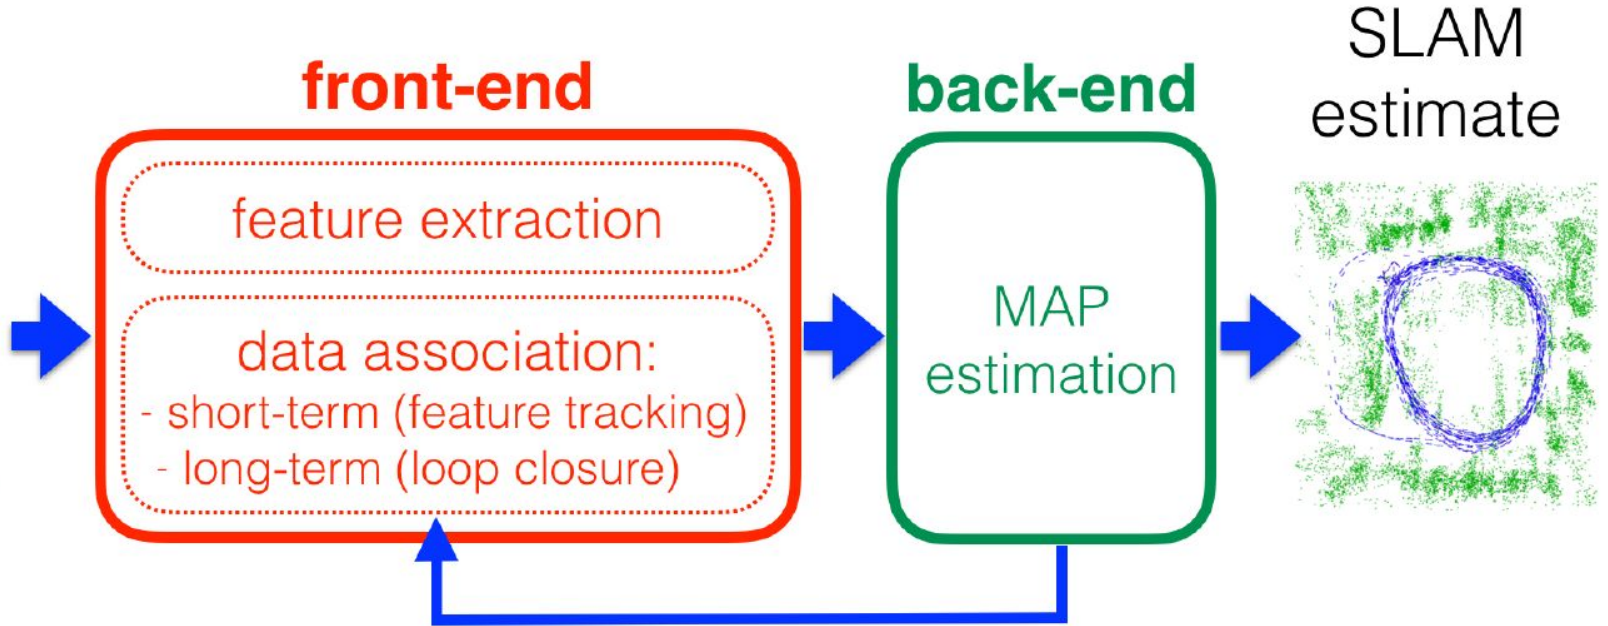 front-end
feature extraction
data association:
- short-term (feature tracking)
- long-term (loop closure)
back-end
MAP
estimation
SLAM
estimate